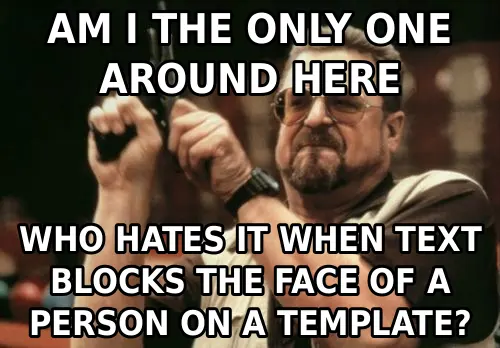 AM I THE ONLY ONE
AROUND HERE
WHO HATES IT WHEN TEXT
BLOCKS THE FACE OF A
PERSON ON A TEMPLATE?